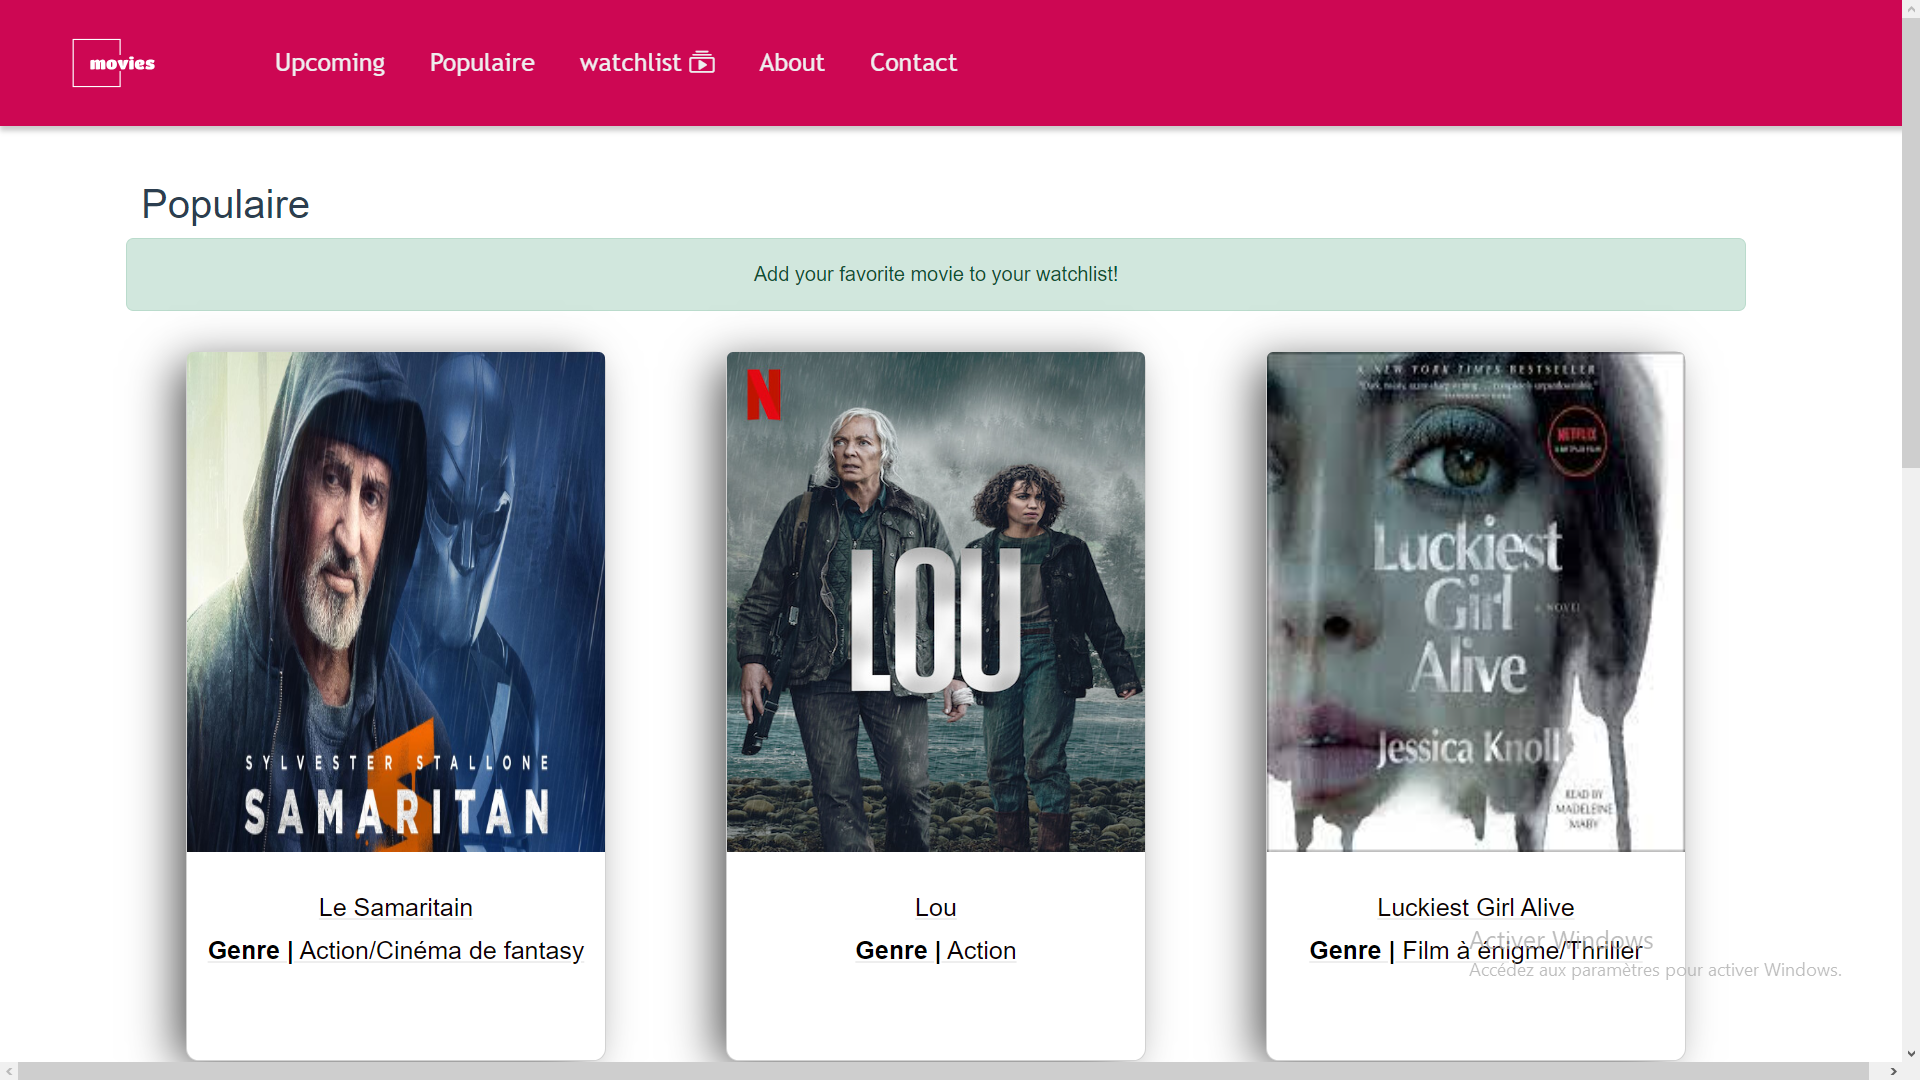 movies
Upcoming
Populaire
watchlist
About
Contact
Populaire
Add your favorite movie to your watchlist!
SYLVESTER STALLONE
SAMARITAN
N
LOU
A NEW YORK TIMES BESTSELLER
NETFLIX
Luckiest
Girl
A NOVEL
Alive
Jessica Knoll
READ BY
MADELEINE
MABY
Le Samaritain
Genre | Action/Cinéma de fantasy
Lou
Genre | Action
Luckiest Girl Alive
Genre | Film à énigme/Thriller
Activer Windows
Accédez aux paramètres pour activer Windows.